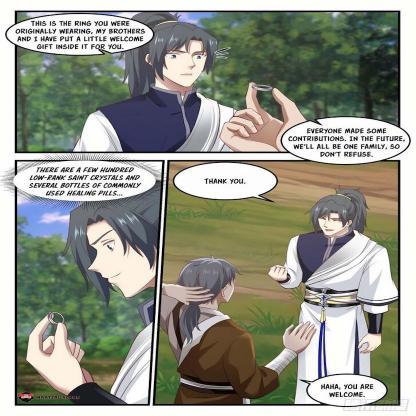 THIS IS THE RING YOU WERE
ORIGINALLY WEARING, MY BROTHERS
AND I HAVE PUT A LITTLE WELCOME
GIFT INSIDE IT FOR YOU.
EVERYONE MADE SOME
CONTRIBUTIONS. IN THE FUTURE,
WE'LL ALL BE ONE FAMILY, SO
DON'T REFUSE.
THERE ARE A FEW HUNDRED
LOW-RANK SAINT CRYSTALS AND
SEVERAL BOTTLES OF COMMONLY
USED HEALING PILLS...
THANK YOU.
HAHA, YOU ARE
WELCOME.